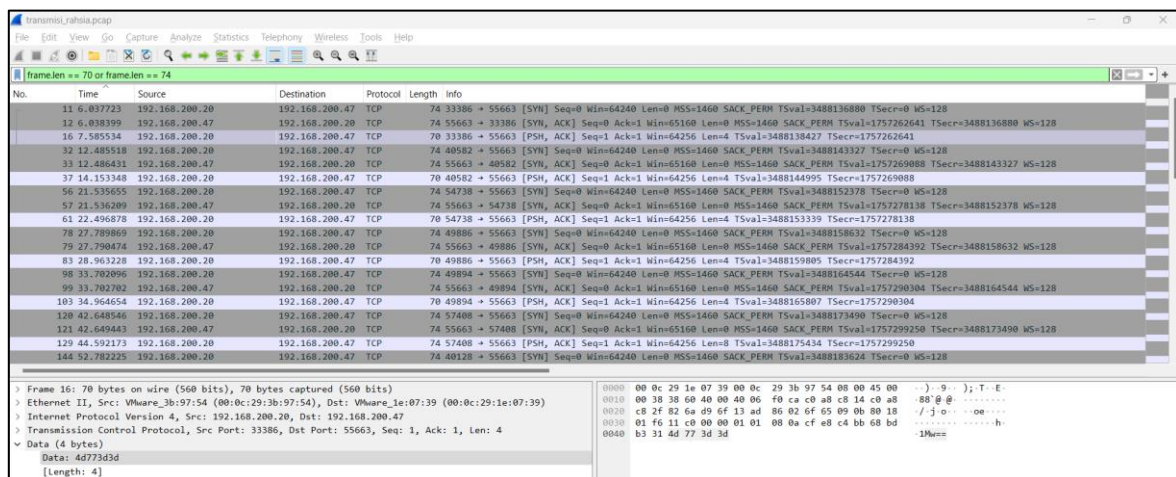 transmisi_rahsia.pcap
File Edit View Go Capture Analyze Statistics Telephony Wireless Tools Help
frame.len == 70 or frame.len == 74
No. Time Source Destination Protocol Length Info
11 6.037723 192.168.200.20 192.168.200.47 TCP 74 33386 → 55663 [SYN] Seq=0 Win=64240 Len=0 MSS=1460 SACK_PERM TSval=3488136880 TSecr=0 WS=128
12 6.038399 192.168.200.47 192.168.200.20 TCP 74 55663 → 33386 [SYN, ACK] Seq=0 Ack=1 Win=65160 Len=0 MSS=1460 SACK_PERM TSval=1757262641 TSecr=3488136880 WS=128
16 7.585534 192.168.200.20 192.168.200.47 TCP 70 33386 → 55663 [PSH, ACK] Seq=1 Ack=1 Win=64256 Len=4 TSval=3488138427 TSecr=1757262641
32 12.485518 192.168.200.20 192.168.200.47 TCP 74 40582 → 55663 [SYN] Seq=0 Win=64240 Len=0 MSS=1460 SACK_PERM TSval=3488143327 TSecr=0 WS=128
33 12.486431 192.168.200.47 192.168.200.20 TCP 74 55663 → 40582 [SYN, ACK] Seq=0 Ack=1 Win=65160 Len=0 MSS=1460 SACK_PERM TSval=1757269088 TSecr=3488143327 WS=128
37 14.153348 192.168.200.20 192.168.200.47 TCP 70 40582 → 55663 [PSH, ACK] Seq=1 Ack=1 Win=64256 Len=4 TSval=3488144995 TSecr=1757269088
56 21.535655 192.168.200.20 192.168.200.47 TCP 74 54738 → 55663 [SYN] Seq=0 Win=64240 Len=0 MSS=1460 SACK_PERM TSval=3488152378 TSecr=0 WS=128
57 21.536209 192.168.200.47 192.168.200.20 TCP 74 55663 → 54738 [SYN, ACK] Seq=0 Ack=1 Win=65160 Len=0 MSS=1460 SACK_PERM TSval=1757278138 TSecr=3488152378 WS=128
61 22.496878 192.168.200.20 192.168.200.47 TCP 70 54738 → 55663 [PSH, ACK] Seq=1 Ack=1 Win=64256 Len=4 TSval=3488153339 TSecr=1757278138
78 27.789869 192.168.200.20 192.168.200.47 TCP 74 49886 → 55663 [SYN] Seq=0 Win=64240 Len=0 MSS=1460 SACK_PERM TSval=3488158632 TSecr=0 WS=128
79 27.790474 192.168.200.47 192.168.200.20 TCP 74 55663 → 49886 [SYN, ACK] Seq=0 Ack=1 Win=65160 Len=0 MSS=1460 SACK_PERM TSval=1757284392 TSecr=3488158632 WS=128
83 28.963228 192.168.200.20 192.168.200.47 TCP 70 49886 → 55663 [PSH, ACK] Seq=1 Ack=1 Win=64256 Len=4 TSval=3488159805 TSecr=1757284392
98 33.702096 192.168.200.20 192.168.200.47 TCP 74 49894 → 55663 [SYN] Seq=0 Win=64240 Len=0 MSS=1460 SACK_PERM TSval=3488164544 TSecr=0 WS=128
99 33.702702 192.168.200.47 192.168.200.20 TCP 74 55663 → 49894 [SYN, ACK] Seq=0 Ack=1 Win=65160 Len=0 MSS=1460 SACK_PERM TSval=1757290304 TSecr=3488164544 WS=128
103 34.964654 192.168.200.20 192.168.200.47 TCP 70 49894 → 55663 [PSH, ACK] Seq=1 Ack=1 Win=64256 Len=4 TSval=3488165807 TSecr=1757290304
120 42.648546 192.168.200.20 192.168.200.47 TCP 74 57408 → 55663 [SYN] Seq=0 Win=64240 Len=0 MSS=1460 SACK_PERM TSval=3488173490 TSecr=0 WS=128
121 42.649443 192.168.200.47 192.168.200.20 TCP 74 55663 → 57408 [SYN, ACK] Seq=0 Ack=1 Win=65160 Len=0 MSS=1460 SACK_PERM TSval=1757299250 TSecr=3488173490 WS=128
129 44.592173 192.168.200.20 192.168.200.47 TCP 74 57408 → 55663 [PSH, ACK] Seq=1 Ack=1 Win=64256 Len=8 TSval=3488175434 TSecr=1757299250
144 52.782225 192.168.200.20 192.168.200.47 TCP 74 40128 → 55663 [SYN] Seq=0 Win=64240 Len=0 MSS=1460 SACK_PERM TSval=3488183624 TSecr=0 WS=128
> Frame 16: 70 bytes on wire (560 bits), 70 bytes captured (560 bits)
> Ethernet II, Src: VMware_3b:97:54 (00:0c:29:3b:97:54), Dst: VMware_1e:07:39 (00:0c:29:1e:07:39)
> Internet Protocol Version 4, Src: 192.168.200.20, Dst: 192.168.200.47
> Transmission Control Protocol, Src Port: 33386, Dst Port: 55663, Seq: 1, Ack: 1, Len: 4
Data (4 bytes)
Data: 4d773d3d
[Length: 4]
0000 00 0c 29 1e 07 39 00 0c 29 3b 97 54 08 00 45 00 ··)··9·· );·T··E·
0010 00 38 38 60 40 00 40 06 f0 ca c0 a8 c8 14 c0 a8 ·88`@·@· ········
0020 c8 2f 82 6a d9 6f 13 ad 86 02 6f 65 09 0b 80 18 ·/·j·o·· ··oe····
0030 01 f6 11 c0 00 00 01 01 08 0a cf e8 c4 bb 68 bd ········ ······h·
0040 b3 31 4d 77 3d 3d ·1Mw==